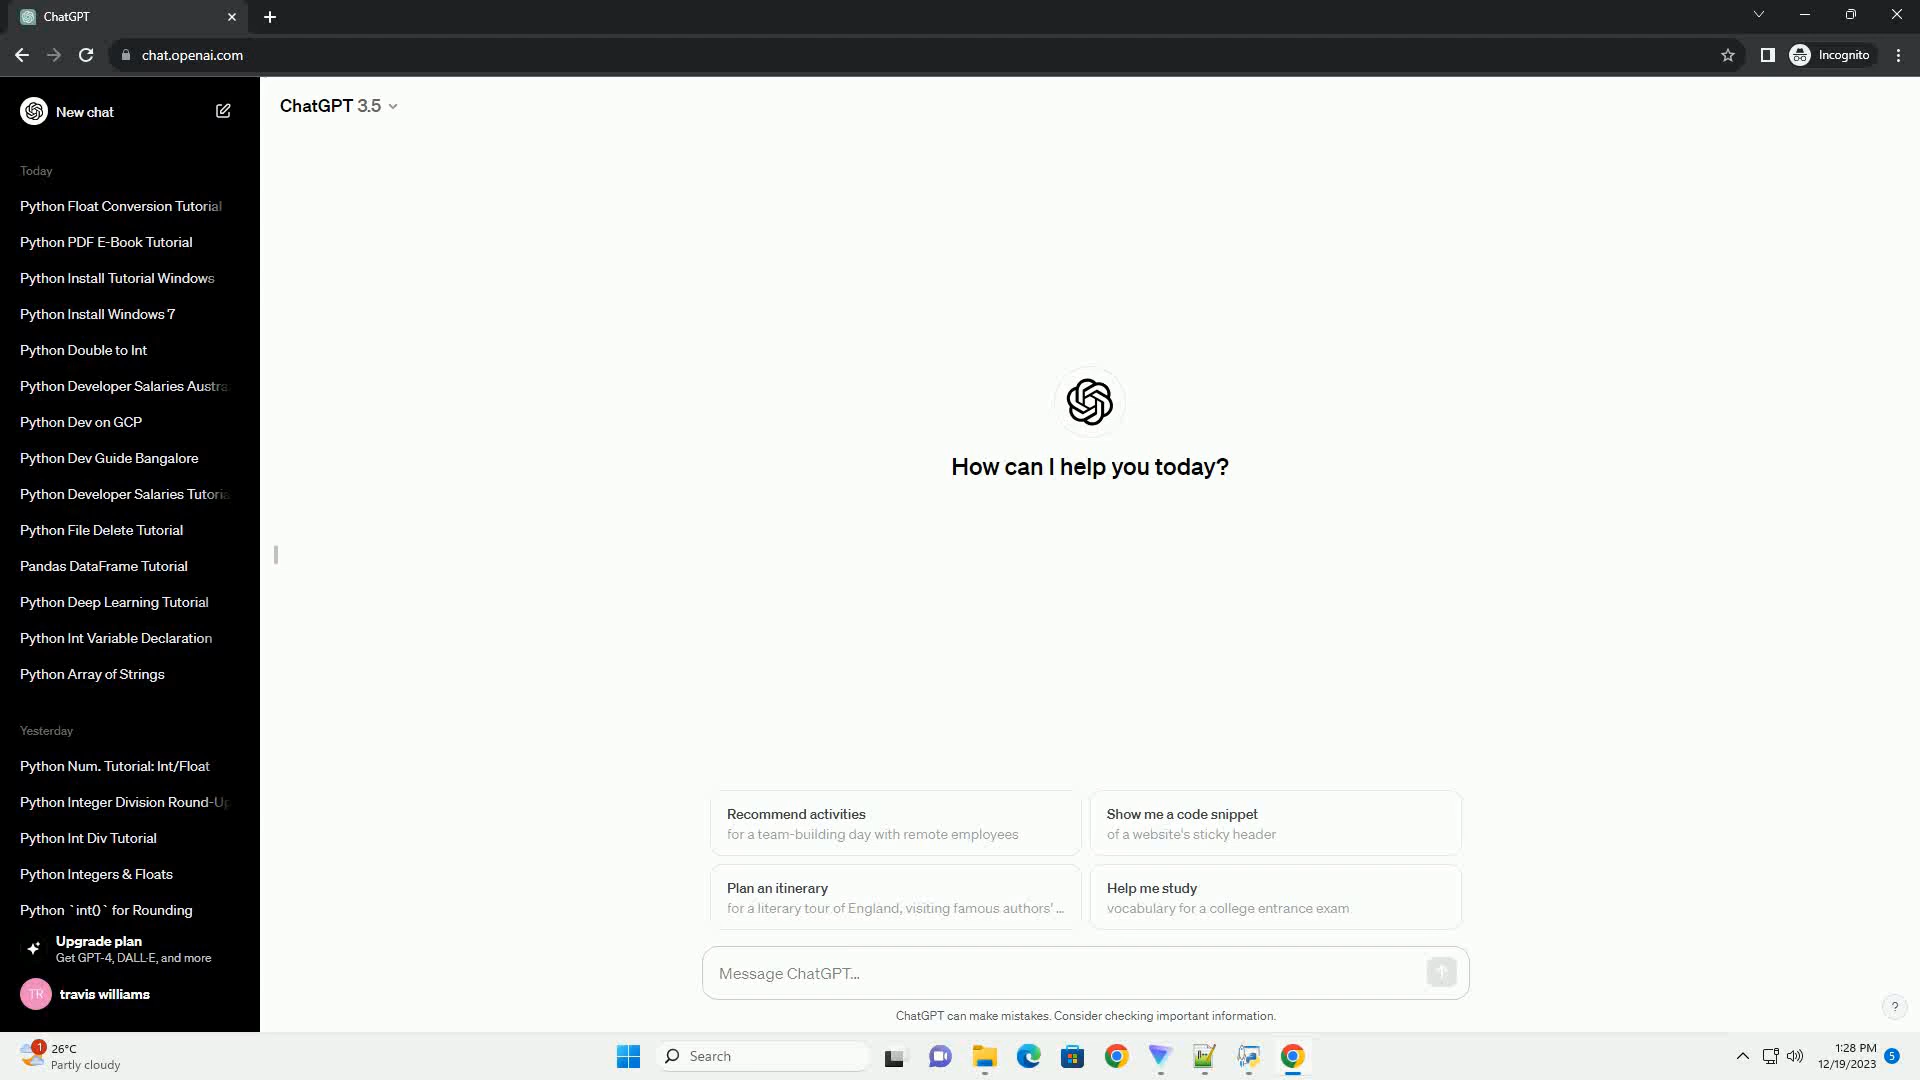 ChatGPT
chat.openai.com
Incognito
New chat
ChatGPT 3.5
Today
Python Float Conversion Tutorial
Python PDF E-Book Tutorial
Python Install Tutorial Windows
Python Install Windows 7
Python Double to Int
Python Developer Salaries Austra
Python Dev on GCP
Python Dev Guide Bangalore
Python Developer Salaries Tutoria
Python File Delete Tutorial
Pandas DataFrame Tutorial
Python Deep Learning Tutorial
Python Int Variable Declaration
Python Array of Strings
Yesterday
Python Num. Tutorial: Int/Float
Python Integer Division Round-Up
Python Int Div Tutorial
Python Integers & Floats
Python `int()` for Rounding
Upgrade plan
Get GPT-4, DALL·E, and more
TR
travis williams
How can I help you today?
Recommend activities
for a team-building day with remote employees
Show me a code snippet
of a website's sticky header
Plan an itinerary
for a literary tour of England, visiting famous authors' ...
Help me study
vocabulary for a college entrance exam
Message ChatGPT...
ChatGPT can make mistakes. Consider checking important information.
?
1
26°C
Partly cloudy
Search
1:28 PM
12/19/2023
5